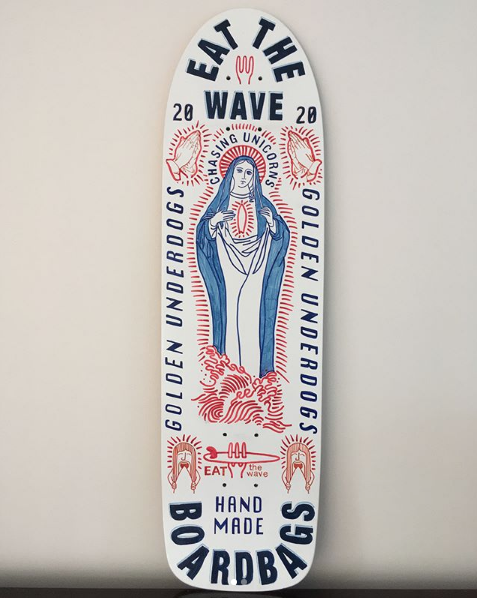 EAT THE
WAVE
20 20
CHASING UNICORNS
GOLDEN UNDERDOGS
GOLDEN UNDERDOGS
EAT the
wave
HAND
MADE
BOARDBAGS